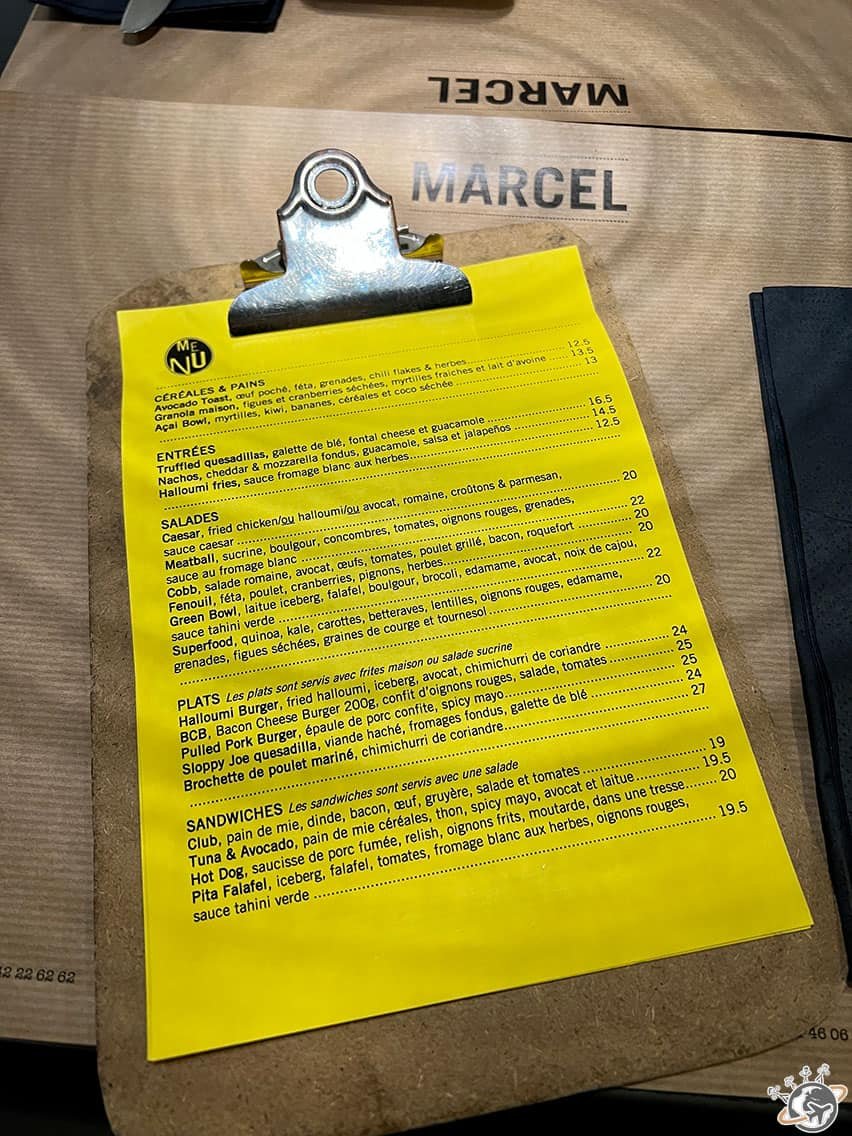 MARCEL
MARCEL
MENU
CÉRÉALES & PAINS
Avocado Toast, œuf poché, féta, grenades, chili flakes & herbes 12.5
Granola maison, figues et cranberries séchées, myrtilles fraiches et lait d'avoine 13.5
Açai Bowl, myrtilles, kiwi, bananes, céréales et coco séchée 13
ENTRÉES
Truffled quesadillas, galette de blé, fontal cheese et guacamole 16.5
Nachos, cheddar & mozzarella fondus, guacamole, salsa et jalapeños 14.5
Halloumi fries, sauce fromage blanc aux herbes 12.5
SALADES
Caesar, fried chicken/ou halloumi/ou avocat, romaine, croûtons & parmesan,
sauce caesar 20
Meatball, sucrine, boulgour, concombres, tomates, oignons rouges, grenades,
sauce au fromage blanc 22
Cobb, salade romaine, avocat, œufs, tomates, poulet grillé, bacon, roquefort 20
Fenouil, féta, poulet, cranberries, pignons, herbes 20
Green Bowl, laitue iceberg, falafel, boulgour, brocoli, edamame, avocat, noix de cajou,
sauce tahini verde 22
Superfood, quinoa, kale, carottes, betteraves, lentilles, oignons rouges, edamame,
grenades, figues séchées, graines de courge et tournesol 20
PLATS Les plats sont servis avec frites maison ou salade sucrine
Halloumi Burger, fried halloumi, iceberg, avocat, chimichurri de coriandre 24
BCB, Bacon Cheese Burger 200g, confit d'oignons rouges, salade, tomates 25
Pulled Pork Burger, épaule de porc confite, spicy mayo 25
Sloppy Joe quesadilla, viande haché, fromages fondus, galette de blé 24
Brochette de poulet mariné, chimichurri de coriandre 27
SANDWICHES Les sandwiches sont servis avec une salade
Club, pain de mie, dinde, bacon, œuf, gruyère, salade et tomates 19
Tuna & Avocado, pain de mie céréales, thon, spicy mayo, avocat et laitue 19.5
Hot Dog, saucisse de porc fumée, relish, oignons frits, moutarde, dans une tresse 20
Pita Falafel, iceberg, falafel, tomates, fromage blanc aux herbes, oignons rouges,
sauce tahini verde 19.5
22 62 62
46 06